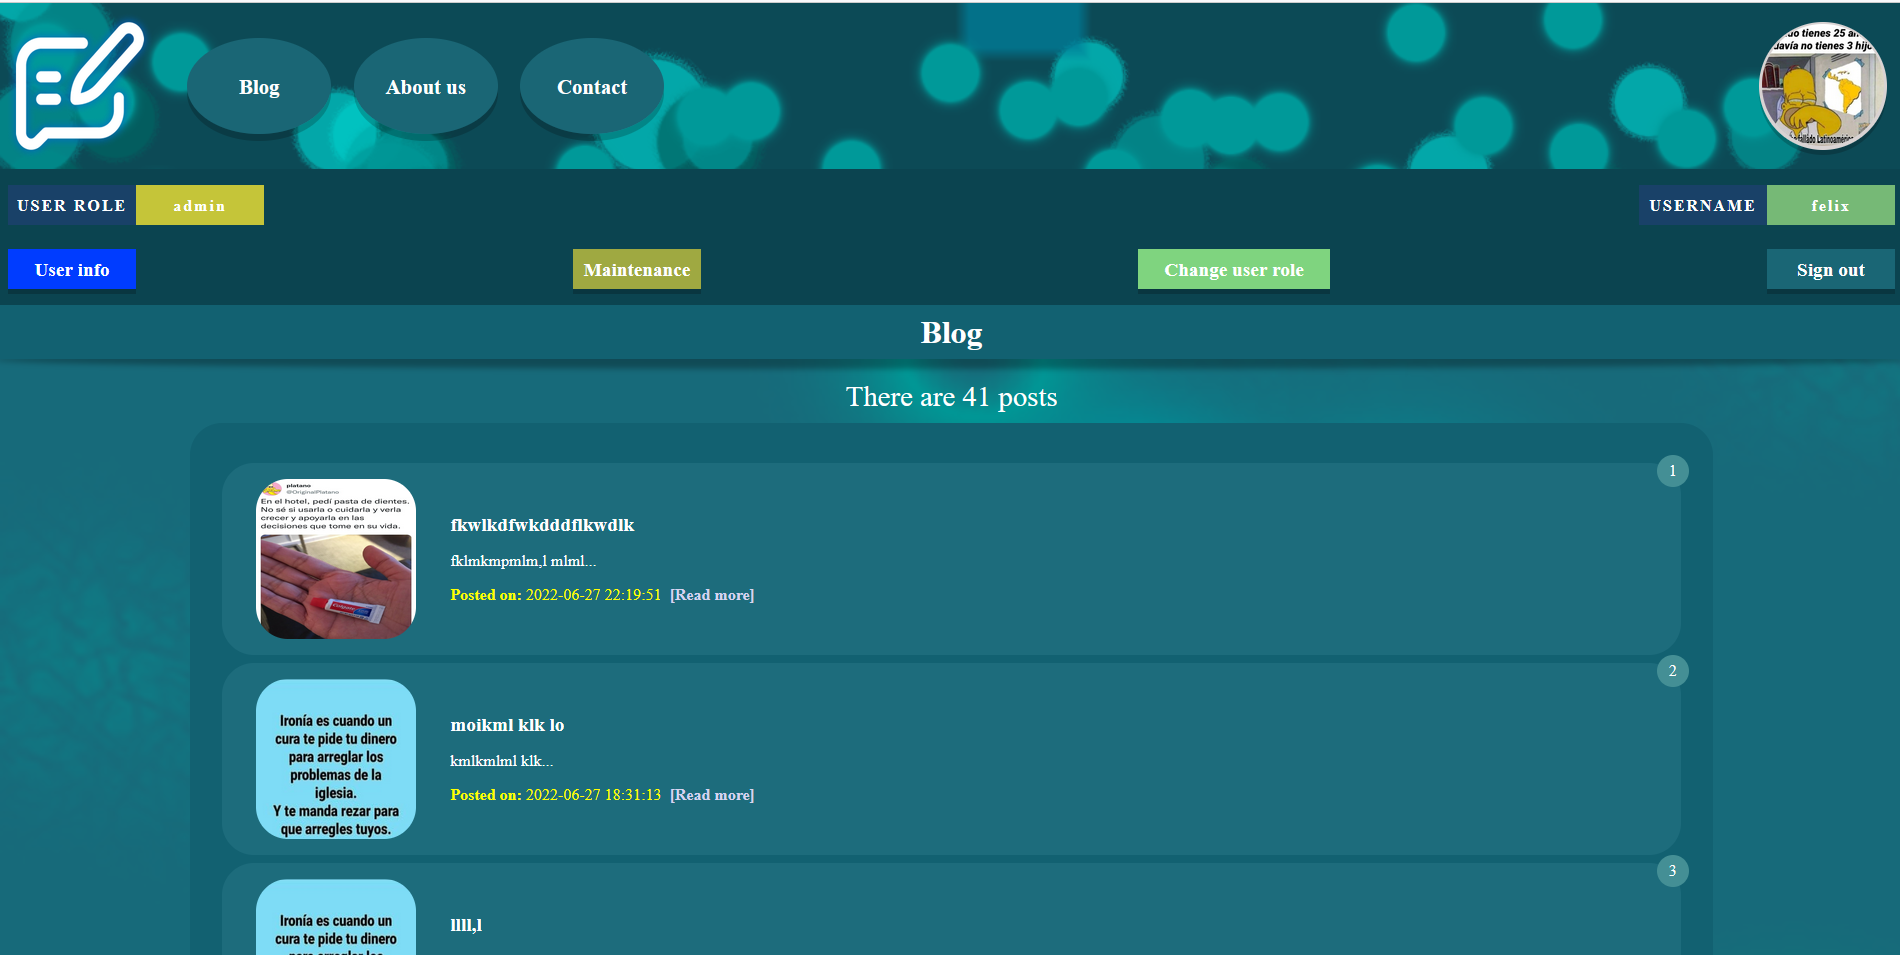 Blog
About us
Contact
tienes 25
no tienes 3
fallado Latinoaméric
USER ROLE
admin
USERNAME
felix
User info
Maintenance
Change user role
Sign out
Blog
There are 41 posts
1
platano
@OriginalPlatano
En el hotel, pedí pasta de dientes.
No sé si usarla o cuidarla y verla
crecer y apoyarla en las
decisiones que tome en su vida.
fkwlkdfwkdddflkwdlk
fklmkmpmlm,l mlml...
Posted on: 2022-06-27 22:19:51 [Read more]
2
Ironía es cuando un
cura te pide tu dinero
para arreglar los
problemas de la
iglesia.
Y te manda rezar para
que arregles tuyos.
moikml klk lo
kmlkmlml klk...
Posted on: 2022-06-27 18:31:13 [Read more]
3
Ironía es cuando un
cura te pide tu dinero
llll,l